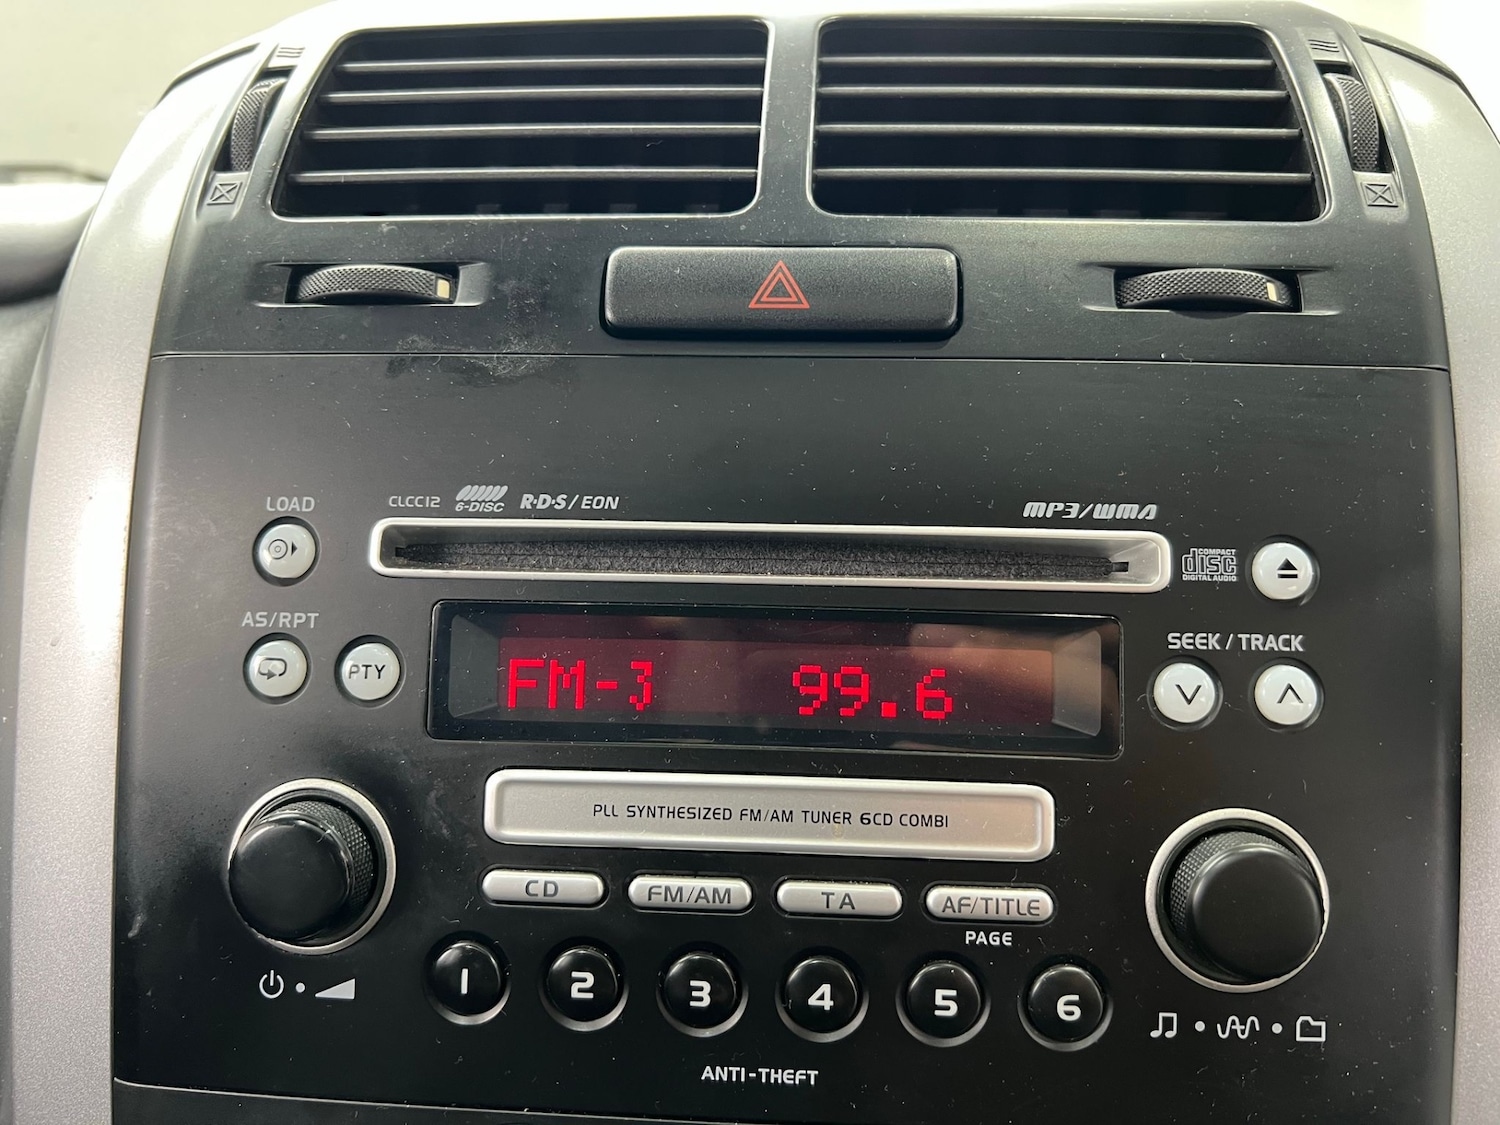 LOAD
CLCC12
6-DISC
R·D·S/EON
MP3/WMA
COMPACT
disc
DIGITAL AUDIO
AS/RPT
PTY
SEEK/TRACK
FM-3 99.6
PLL SYNTHESIZED FM/AM TUNER 6CD COMBI
CD
FM/AM
TA
AF/TITLE
PAGE
1
2
3
4
5
6
ANTI-THEFT